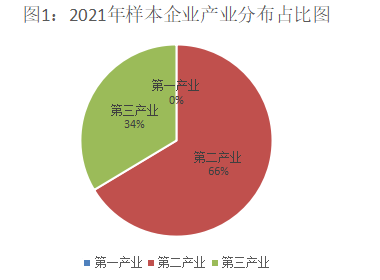 图1：2021年样本企业产业分布占比图
第一产业
0%
第三产业
34%
第二产业
66%
第一产业 第二产业 第三产业